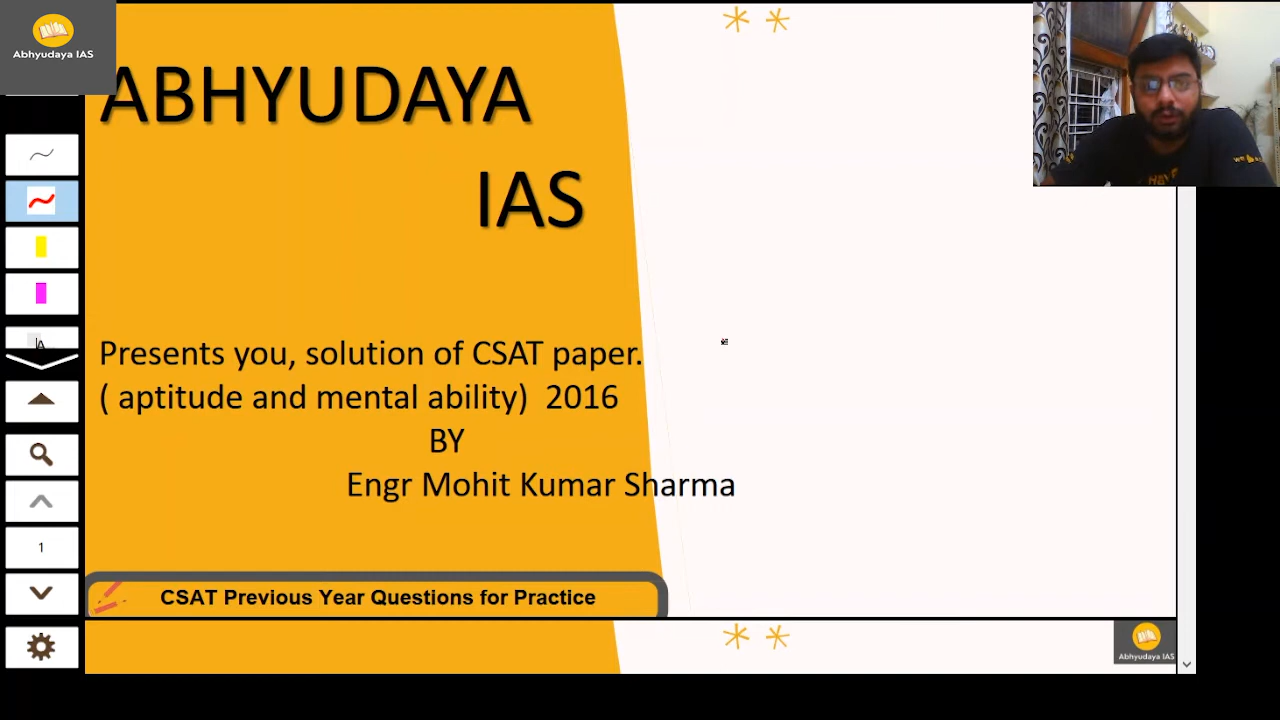 Abhyudaya IAS
ABHYUDAYA
IAS
Presents you, solution of CSAT paper.
( aptitude and mental ability) 2016
BY
Engr Mohit Kumar Sharma
CSAT Previous Year Questions for Practice
A
1
Abhyudaya IAS